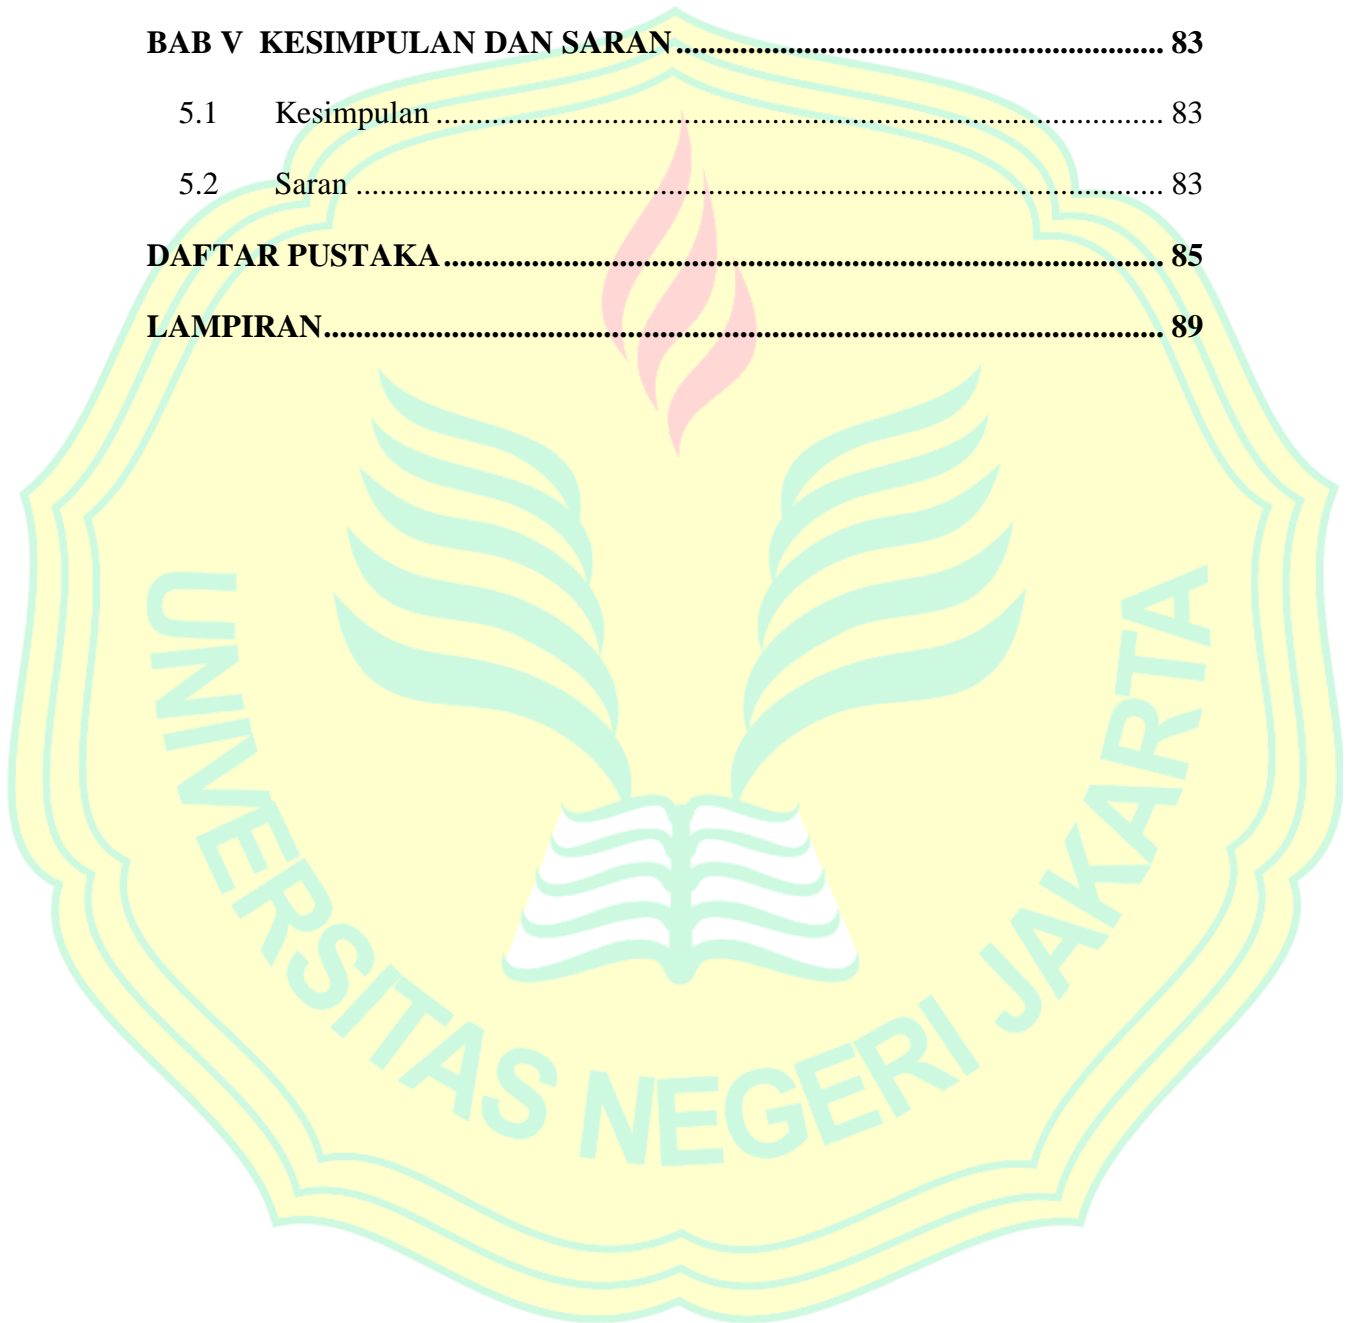 BAB V KESIMPULAN DAN SARAN ............................................................ 83
5.1 Kesimpulan ............................................................................................ 83
5.2 Saran ...................................................................................................... 83
DAFTAR PUSTAKA .......................................................................................... 85
LAMPIRAN ......................................................................................................... 89
UNIVERSITAS NEGERI JAKARTA